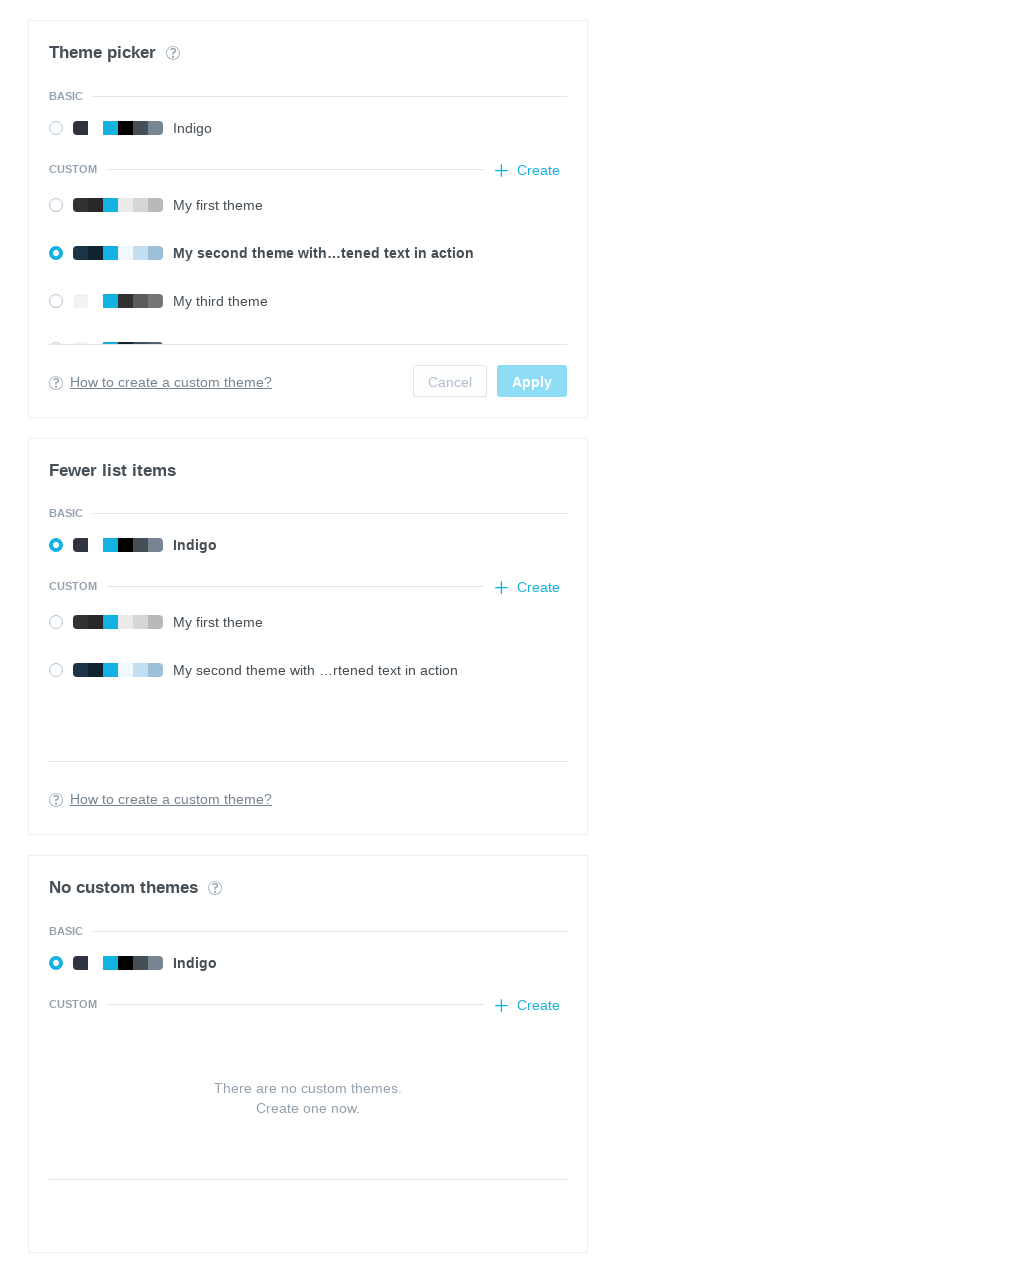 Theme picker
BASIC
Indigo
CUSTOM
Create
My first theme
My second theme with…tened text in action
My third theme
How to create a custom theme?
Cancel
Apply
Fewer list items
BASIC
Indigo
CUSTOM
Create
My first theme
My second theme with …rtened text in action
How to create a custom theme?
No custom themes
BASIC
Indigo
CUSTOM
Create
There are no custom themes.
Create one now.